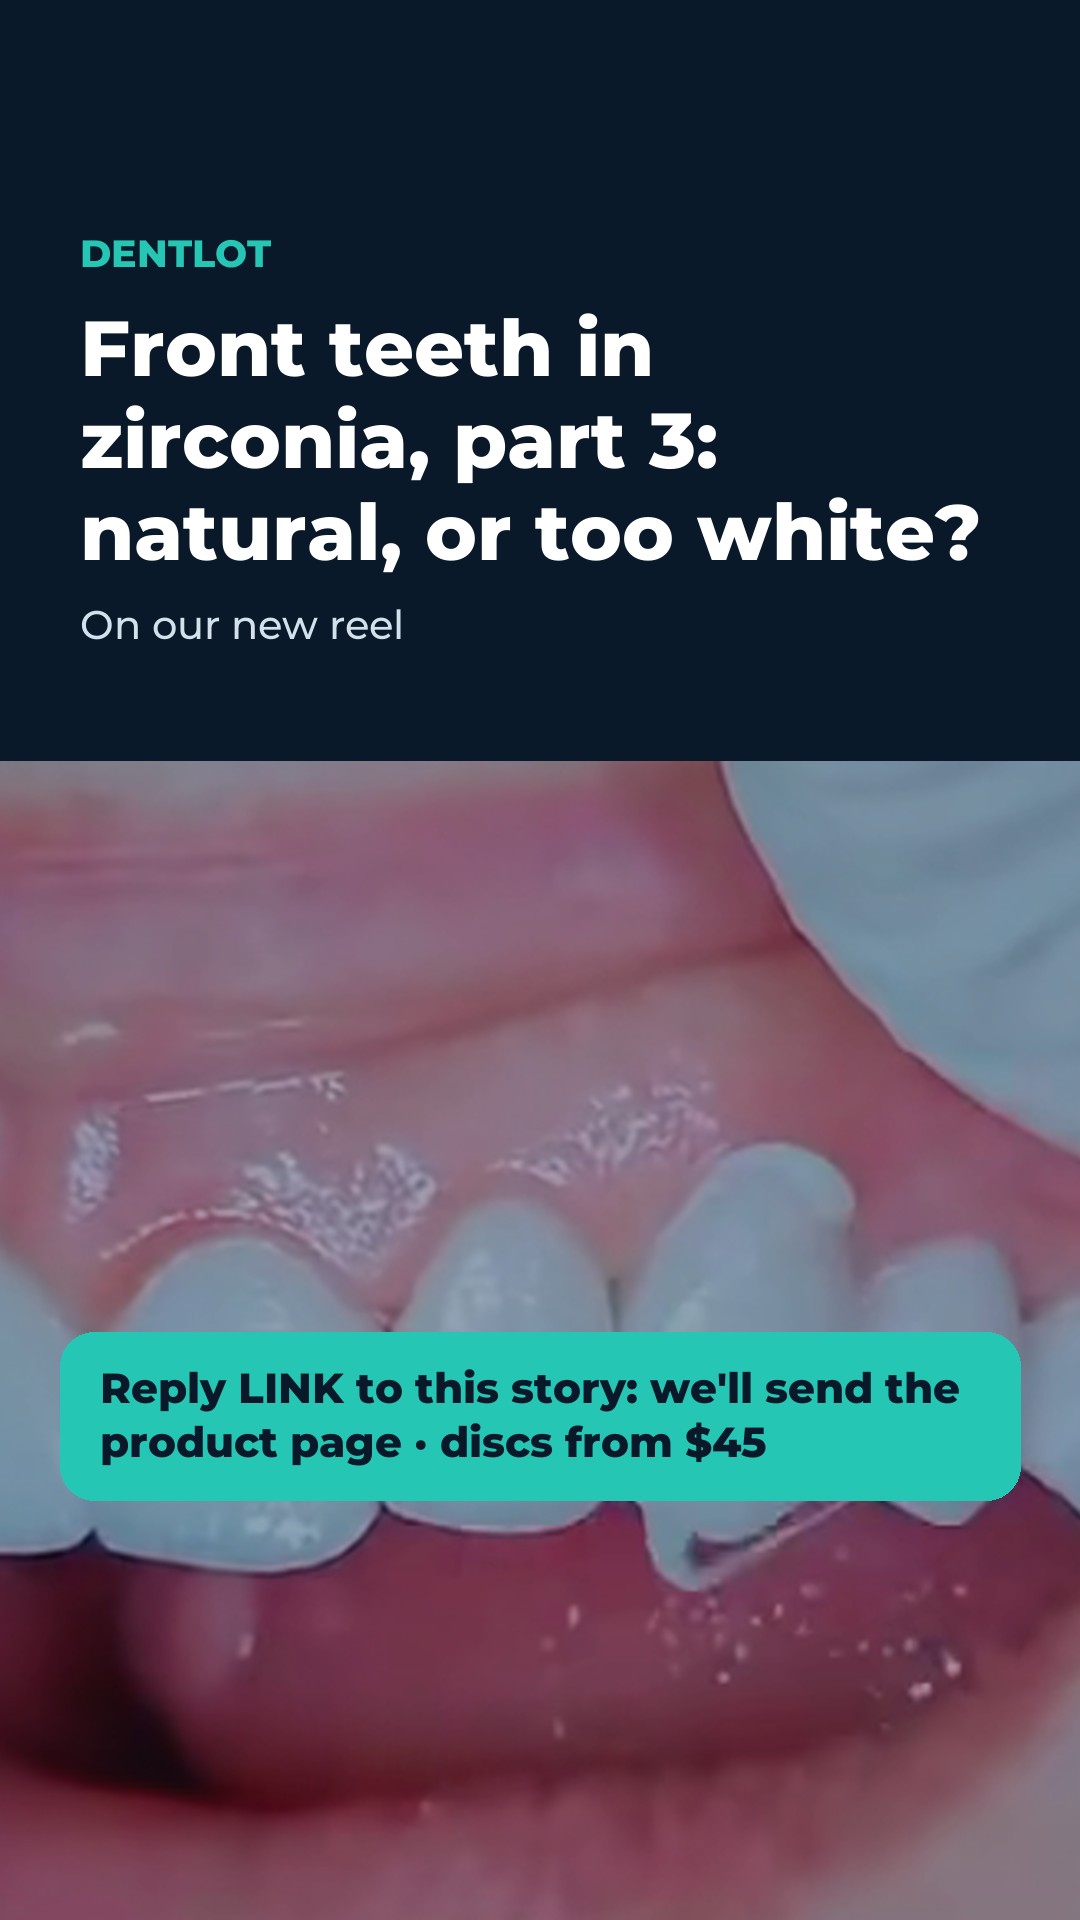 DENTLOT
Front teeth in
zirconia, part 3:
natural, or too white?
On our new reel
Reply LINK to this story: we'll send the
product page · discs from $45